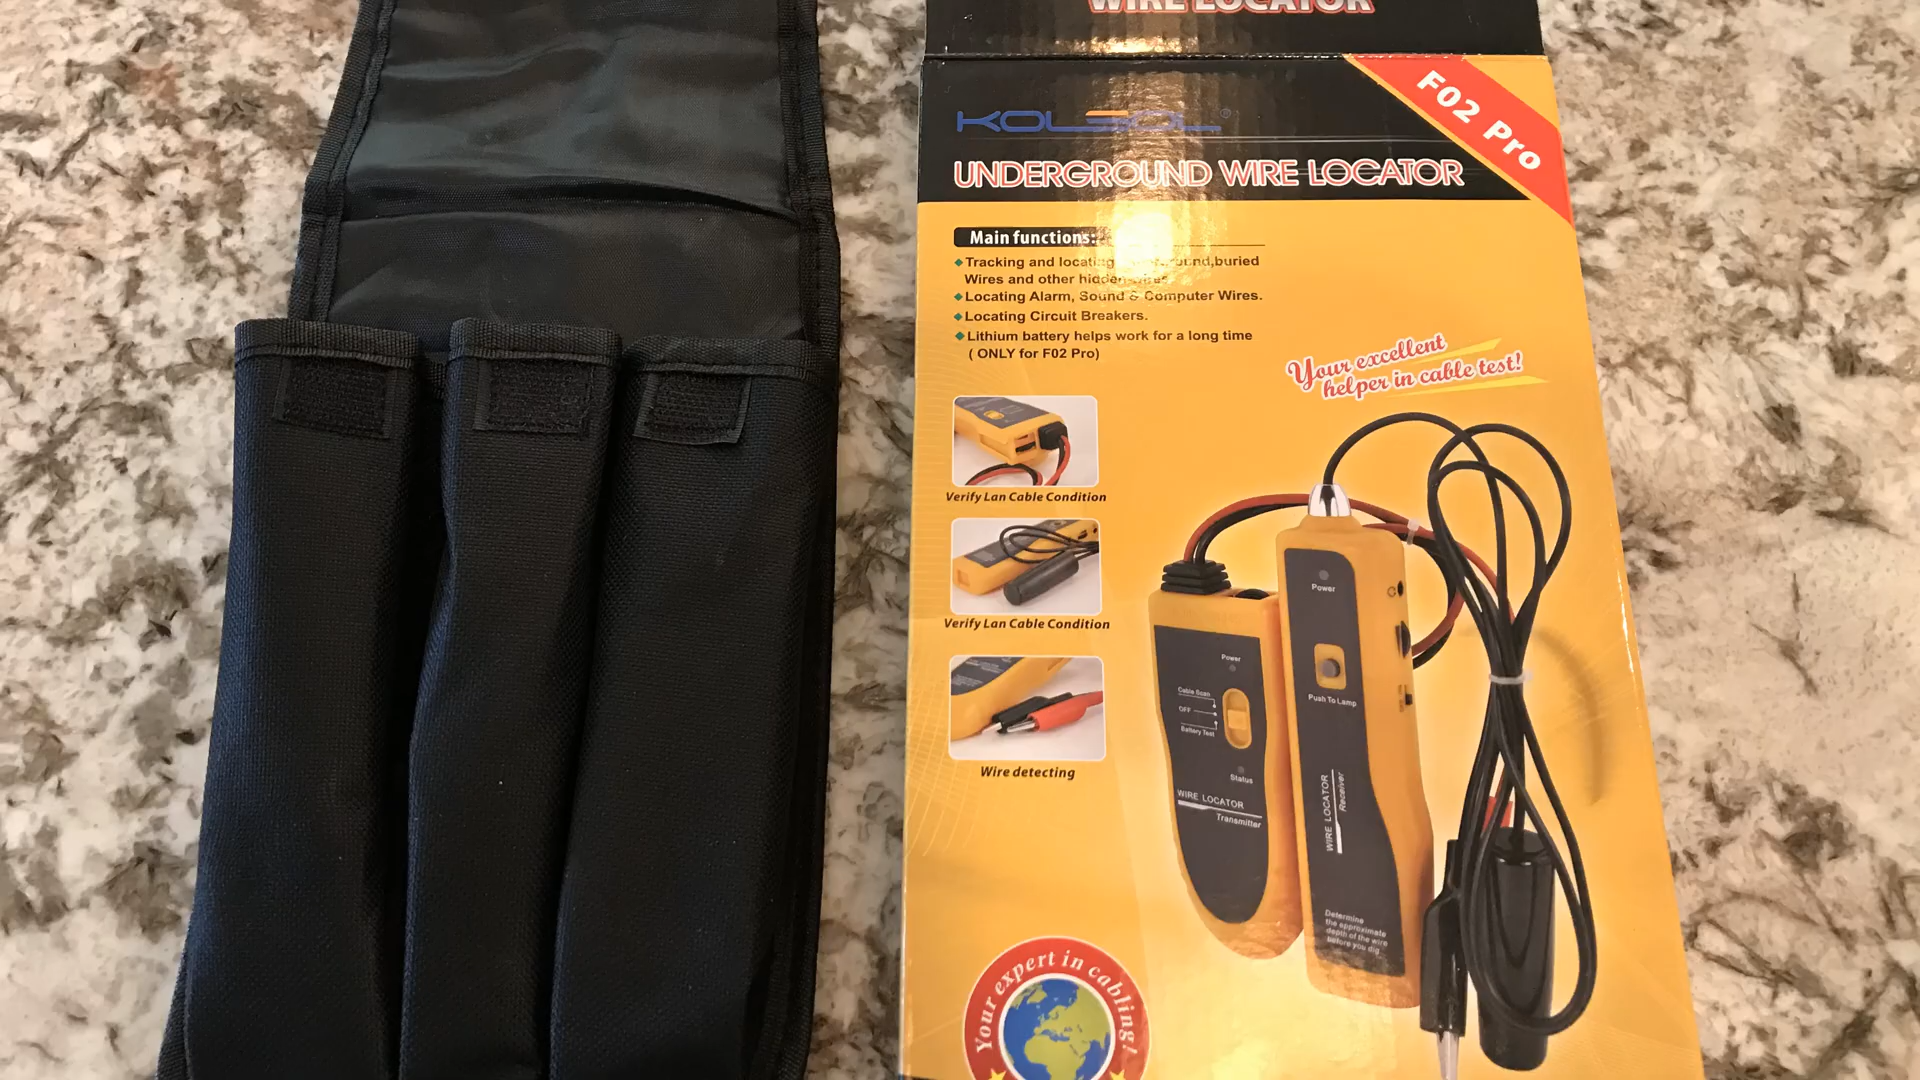 WIRE LOCATOR
F02 Pro
KOLSOL®
UNDERGROUND WIRE LOCATOR
Main functions:
Tracking and locating buried
Wires and other hidden
Locating Alarm, Sound & Computer Wires.
Locating Circuit Breakers.
Lithium battery helps work for a long time
( ONLY for F02 Pro)
Your excellent
helper in cable test!
Verify Lan Cable Condition
Verify Lan Cable Condition
Wire detecting
Power
Cable Scan
OFF
Battery Test
Status
WIRE LOCATOR
Transmitter
Power
Push To Lamp
WIRE LOCATOR
Receiver
Determine
the approximate
depth of the wire
before you dig
Your expert in cabling!